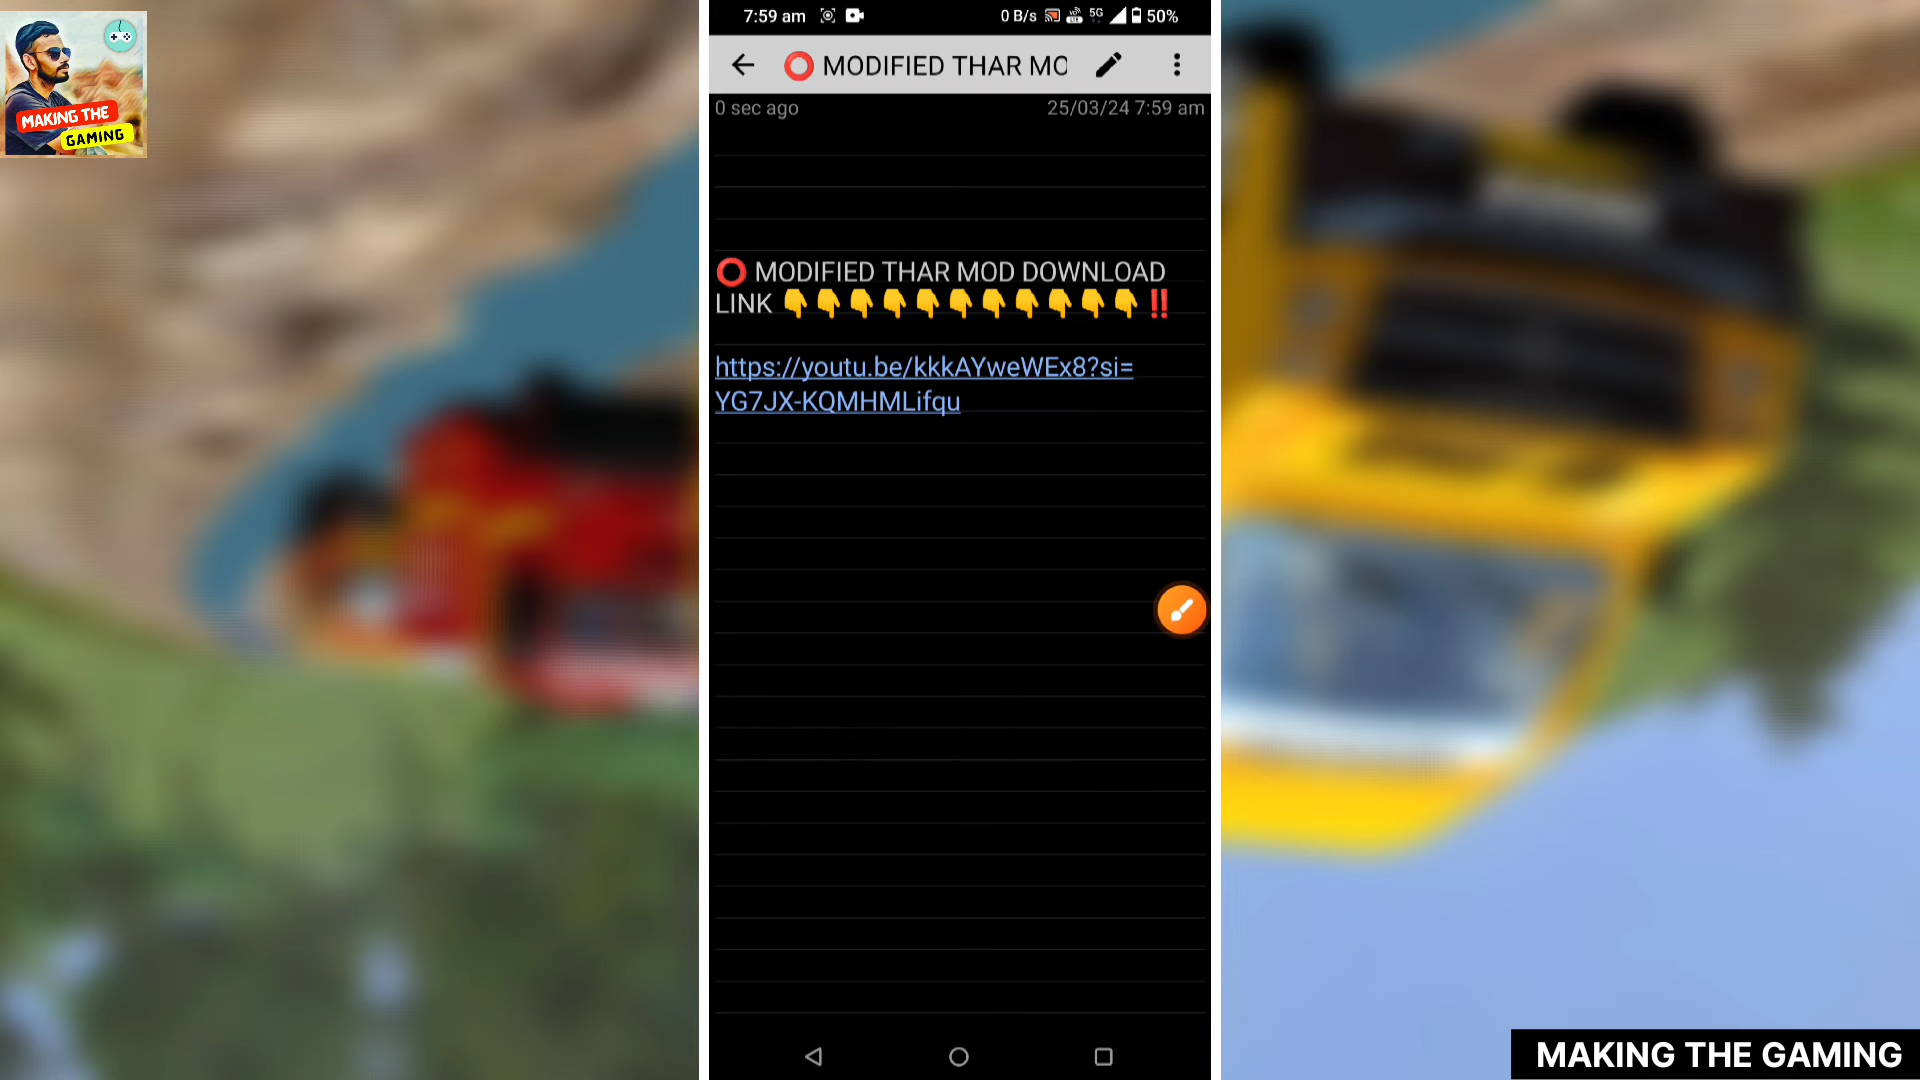 MAKING THE
GAMING
7:59 am 0 B/s 5G 50%
MODIFIED THAR MO
0 sec ago 25/03/24 7:59 am
⭕ MODIFIED THAR MOD DOWNLOAD
LINK 👇👇👇👇👇👇👇👇👇👇👇‼️
https://youtu.be/kkkAYweWEx8?si=
YG7JX-KQMHMLifqu
MAKING THE GAMING